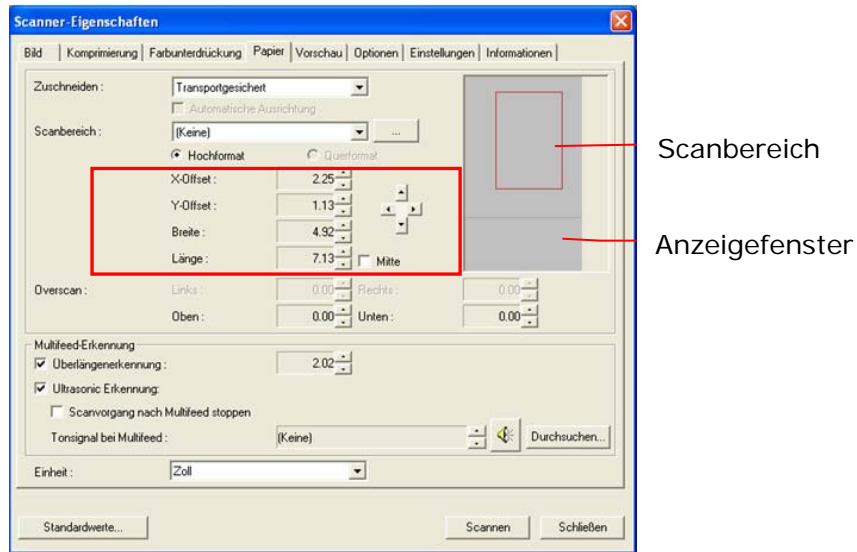 Scanner-Eigenschaften
Bild Komprimierung Farbunterdrückung Papier Vorschau Optionen Einstellungen Informationen
Zuschneiden : Transportgesichert
Automatische Ausrichtung
Scanbereich : (Keine) ...
Hochformat Querformat
X-Offset : 2.25
Y-Offset : 1.13
Breite : 4.92
Länge : 7.13 Mitte
Scanbereich
Anzeigefenster
Overscan : Links : 0.00 Rechts : 0.00
Oben : 0.00 Unten : 0.00
Multifeed-Erkennung
Überlängenerkennung : 2.02
Ultrasonic Erkennung:
Scanvorgang nach Multifeed stoppen
Tonsignal bei Multifeed : (Keine) Durchsuchen...
Einheit : Zoll
Standardwerte... Scannen Schließen